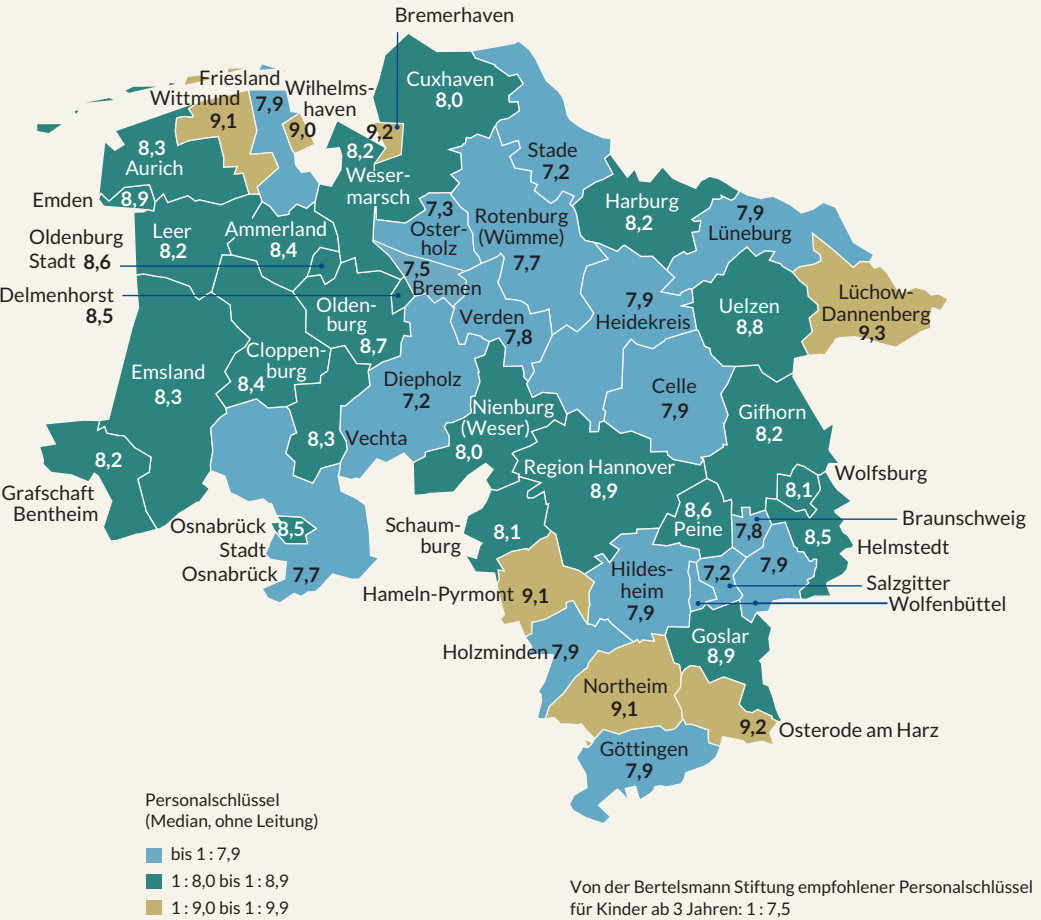 Bremerhaven
Cuxhaven
8,0
Friesland
7,9
Wilhelms-
haven
9,0
Wittmund
9,1
9,2
8,2
Weser-
marsch
Stade
7,2
8,3
Aurich
Emden
8,9
Harburg
8,2
7,9
Lüneburg
7,3
Oster-
holz
Rotenburg
(Wümme)
7,7
Leer
8,2
Ammerland
8,4
Oldenburg
Stadt 8,6
7,5
Bremen
Delmenhorst
8,5
Olden-
burg
8,7
Verden
7,8
7,9
Heidekreis
Uelzen
8,8
Lüchow-
Dannenberg
9,3
Emsland
8,3
Cloppen-
burg
8,4
Diepholz
7,2
Celle
7,9
Nienburg
(Weser)
8,0
Gifhorn
8,2
8,3
Vechta
8,2
Grafschaft
Bentheim
Region Hannover
8,9
Wolfsburg
8,1
Osnabrück
Stadt
8,5
Osnabrück
7,7
Schaum-
burg
8,1
8,6
Peine
7,8
Braunschweig
8,5
Helmstedt
Hameln-Pyrmont
9,1
Hildes-
heim
7,9
7,2
7,9
Salzgitter
Wolfenbüttel
Holzminden
7,9
Goslar
8,9
Northeim
9,1
9,2
Osterode am Harz
Göttingen
7,9
Personalschlüssel
(Median, ohne Leitung)
bis 1 : 7,9
1 : 8,0 bis 1 : 8,9
1 : 9,0 bis 1 : 9,9
Von der Bertelsmann Stiftung empfohlener Personalschlüssel
für Kinder ab 3 Jahren: 1 : 7,5